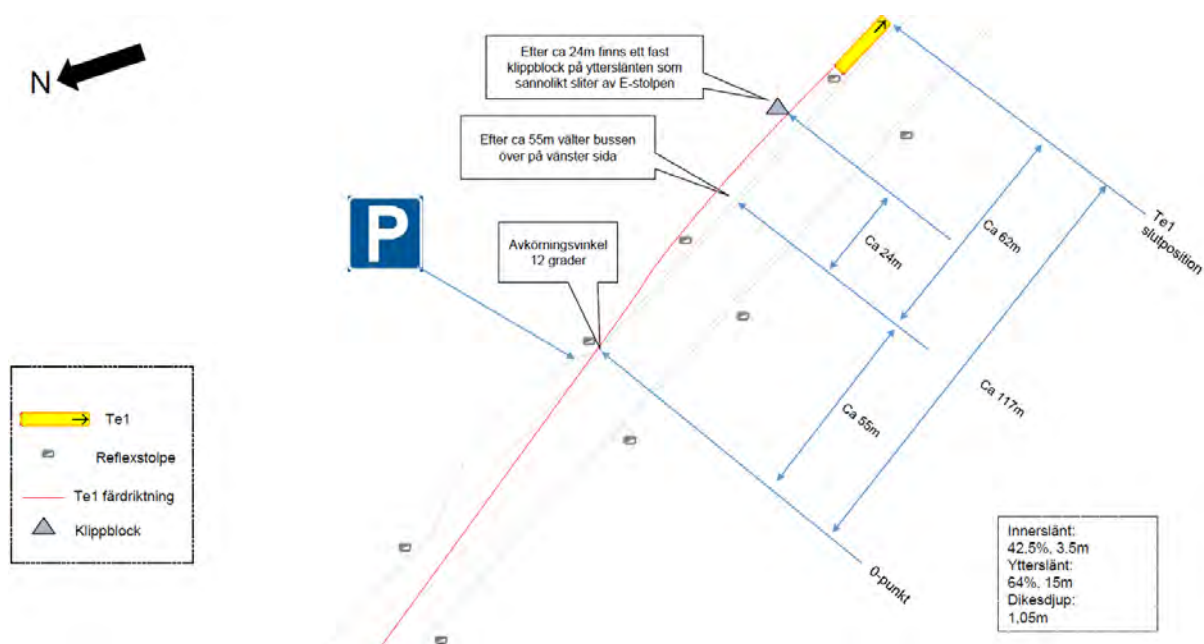 N
Efter ca 24m finns ett fast
klippblock på ytterslänten som
sannolikt sliter av E-stolpen
Efter ca 55m välter bussen
över på vänster sida
P
Avkörningsvinkel
12 grader
Te1
slutposition
Ca 62m
Ca 24m
Ca 117m
Ca 55m
0-punkt
Te1
Reflexstolpe
Te1 färdriktning
Klippblock
Innerslänt:
42.5%, 3.5m
Ytterslänt:
64%, 15m
Dikesdjup:
1,05m